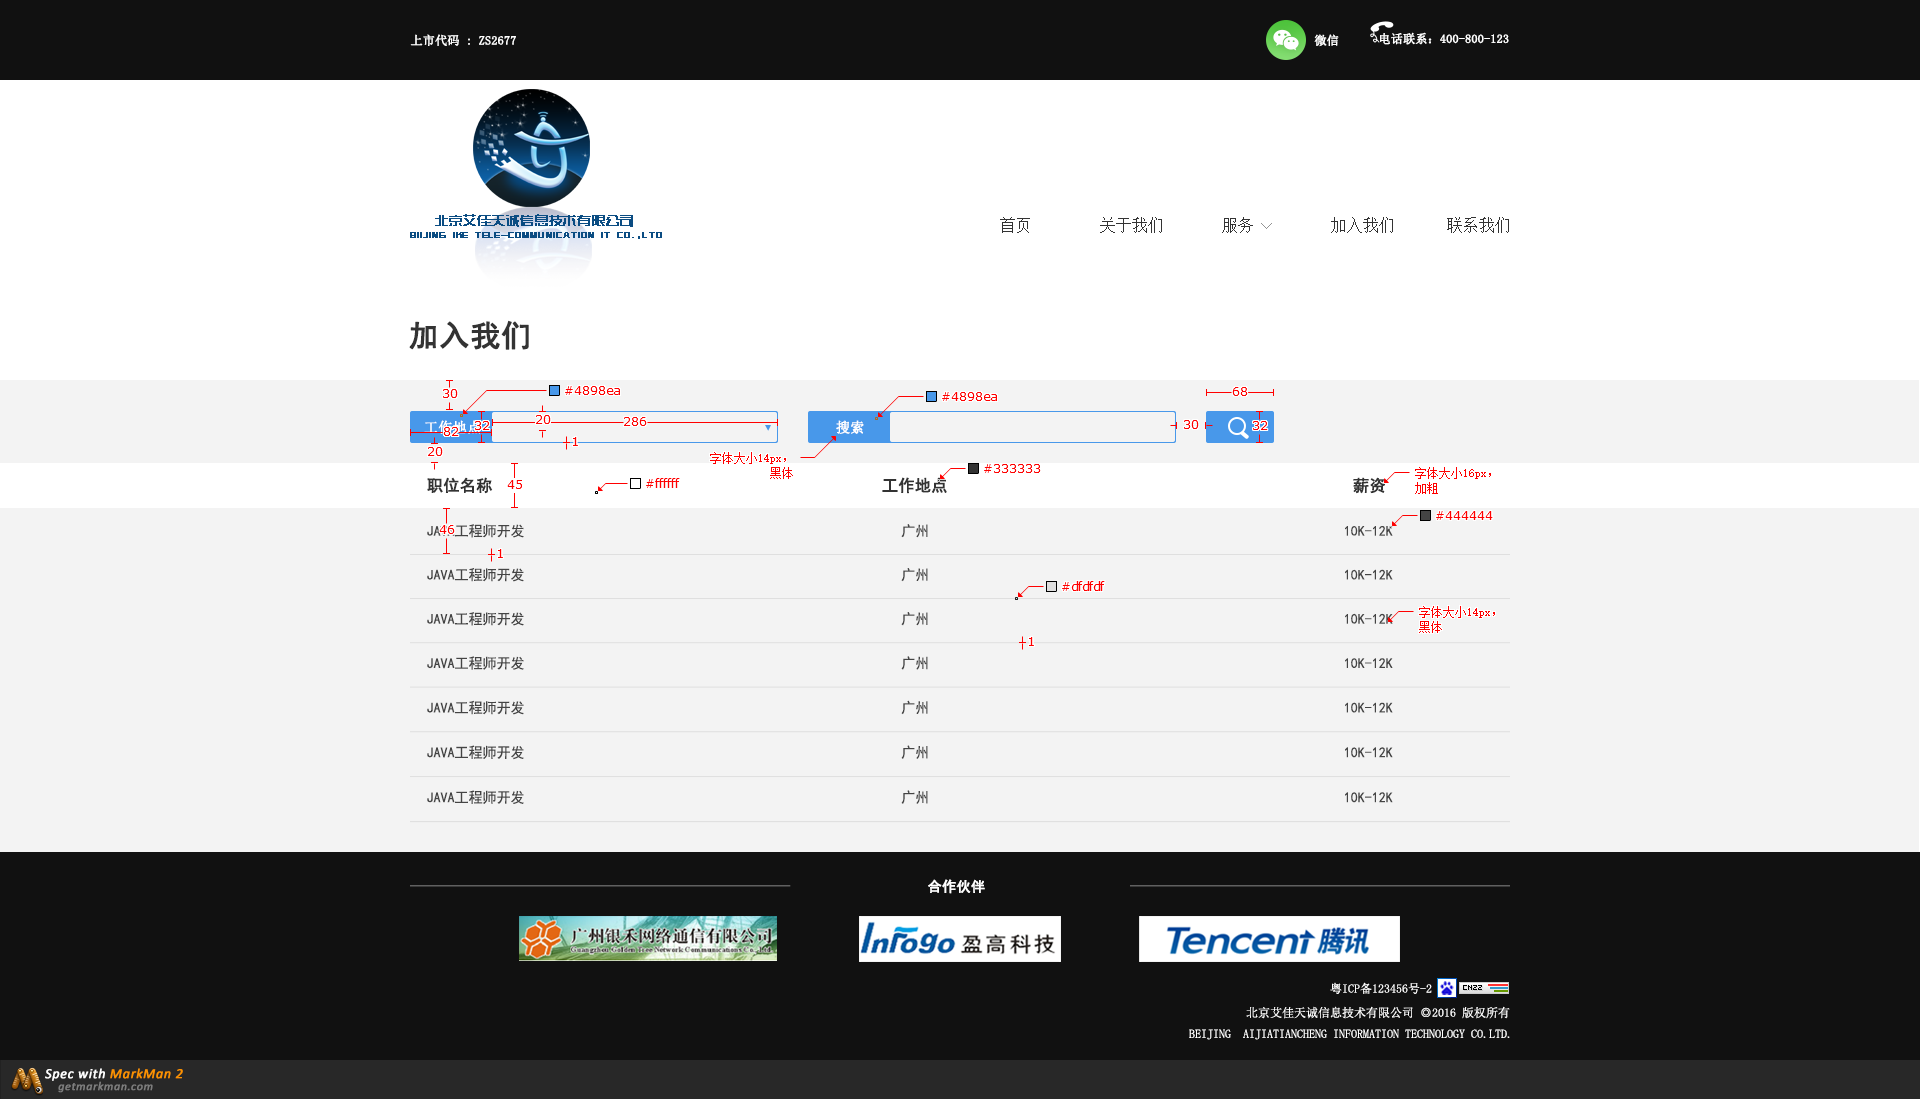 上市代码 : ZS2677
微信
电话联系: 400-800-123
北京艾佳天诚信息技术有限公司
BIJING IHE TELE-COMMUNICATION IT CO.,LTD
首页 关于我们 服务 加入我们 联系我们
加入我们
30
#4898ea
#4898ea
68
工作地点
82
32
20
286
1
搜索
30
32
20
字体大小14px，
黑体
#333333
#ffffff
职位名称 45 工作地点 薪资
字体大小16px，
加粗
#444444
46
JAVA工程师开发 广州 10K-12K
1
JAVA工程师开发 广州 10K-12K
#dfdfdf
JAVA工程师开发 广州 10K-12K
字体大小14px，
黑体
1
JAVA工程师开发 广州 10K-12K
JAVA工程师开发 广州 10K-12K
JAVA工程师开发 广州 10K-12K
JAVA工程师开发 广州 10K-12K
合作伙伴
广州银禾网络通信有限公司
Guangzhou GoldenTree Network Communications Co., Ltd
Infogo 盈高科技
Tencent 腾讯
粤ICP备123456号-2
CNZZ
北京艾佳天诚信息技术有限公司 ©2016 版权所有
BEIJING AIJIATIANCHENG INFORMATION TECHNOLOGY CO.LTD.
Spec with MarkMan 2
getmarkman.com